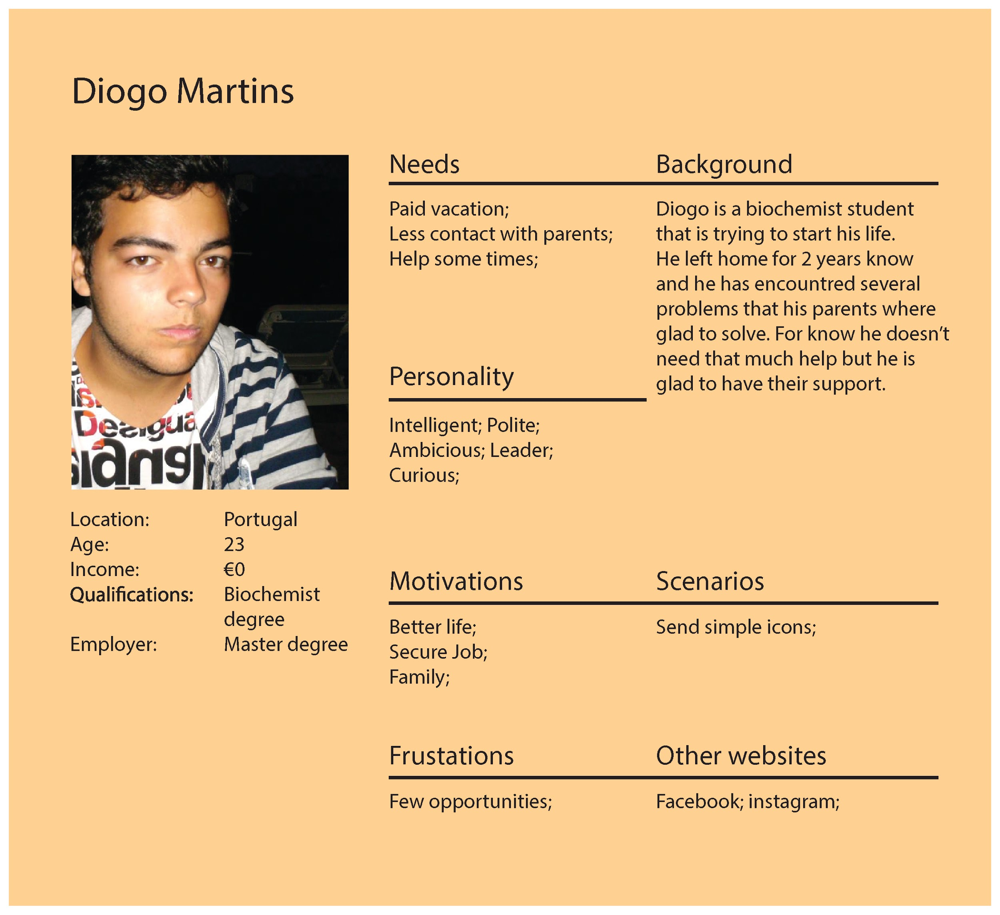 Diogo Martins
Needs
Paid vacation;
Less contact with parents;
Help some times;
Background
Diogo is a biochemist student
that is trying to start his life.
He left home for 2 years know
and he has encountred several
problems that his parents where
glad to solve. For know he doesn't
need that much help but he is
glad to have their support.
Personality
Intelligent; Polite;
Ambicious; Leader;
Curious;
Desigua
Location: Portugal
Age: 23
Income: €0
Qualifications: Biochemist
degree
Employer: Master degree
Motivations
Better life;
Secure Job;
Family;
Scenarios
Send simple icons;
Frustations
Few opportunities;
Other websites
Facebook; instagram;